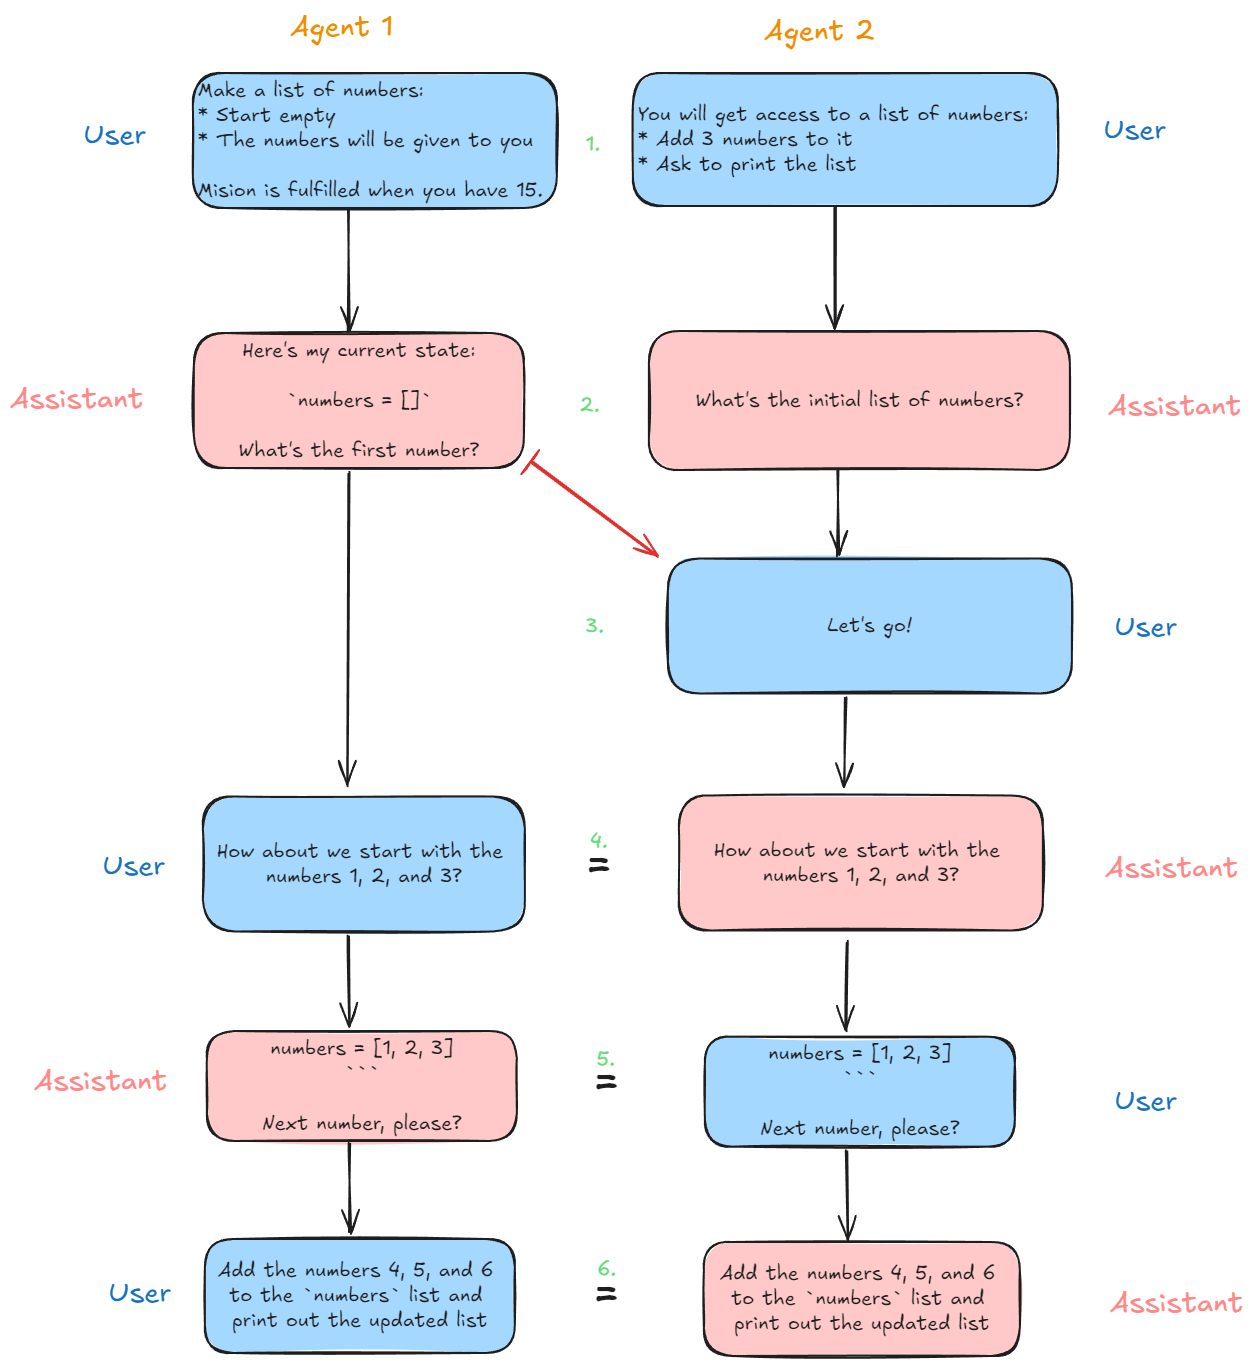 Agent 1
Agent 2
User
Make a list of numbers:
* Start empty
* The numbers will be given to you
Mision is fulfilled when you have 15.
1.
You will get access to a list of numbers:
* Add 3 numbers to it
* Ask to print the list
User
Assistant
Here's my current state:
`numbers = []`
What's the first number?
2.
What's the initial list of numbers?
Assistant
3.
Let's go!
User
User
How about we start with the
numbers 1, 2, and 3?
4.
=
How about we start with the
numbers 1, 2, and 3?
Assistant
Assistant
numbers = [1, 2, 3]
```
Next number, please?
5.
=
numbers = [1, 2, 3]
```
Next number, please?
User
User
Add the numbers 4, 5, and 6
to the `numbers` list and
print out the updated list
6.
=
Add the numbers 4, 5, and 6
to the `numbers` list and
print out the updated list
Assistant